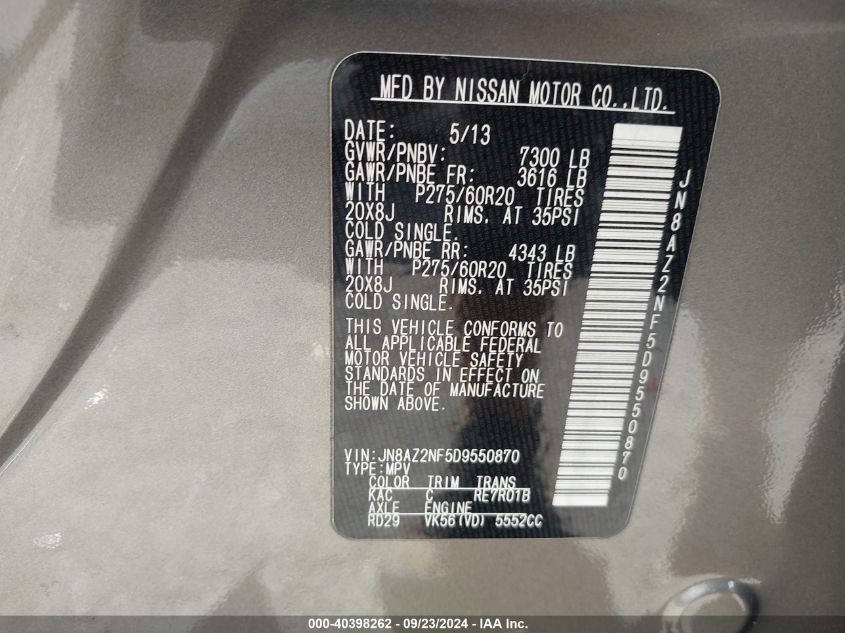 MFD BY NISSAN MOTOR CO.,LTD.
DATE: 5/13
GVWR/PNBV: 7300 LB
GAWR/PNBE FR: 3616 LB
WITH P275/60R20 TIRES
20X8J RIMS, AT 35PSI
COLD SINGLE.
GAWR/PNBE RR: 4343 LB
WITH P275/60R20 TIRES
20X8J RIMS, AT 35PSI
COLD SINGLE.
THIS VEHICLE CONFORMS TO
ALL APPLICABLE FEDERAL
MOTOR VEHICLE SAFETY
STANDARDS IN EFFECT ON
THE DATE OF MANUFACTURE
SHOWN ABOVE.
VIN:JN8AZ2NF5D9550870
TYPE:MPV
COLOR TRIM TRANS
KAC C RE7R01B
AXLE ENGINE
RD29 VK56(VD) 5552CC
JN8AZ2NF5D9550870
000-40398262 - 09/23/2024 - IAA Inc.